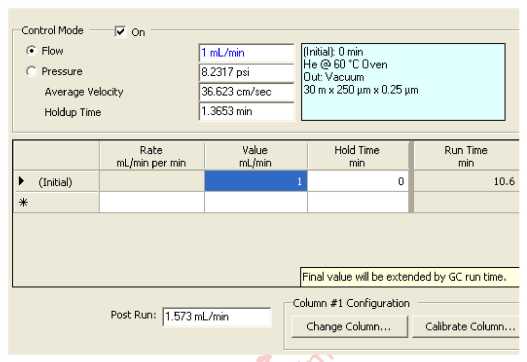 Control Mode On
Flow 1 mL/min
Pressure 8.2317 psi
Average Velocity 36.623 cm/sec
Holdup Time 1.3653 min
(Initial): 0 min
He @ 60 °C Oven
Out: Vacuum
30 m x 250 µm x 0.25 µm
Rate Value Hold Time Run Time
mL/min per min mL/min min min
(Initial) 1 0 10.6
Final value will be extended by GC run time.
Post Run: 1.573 mL/min
Column #1 Configuration
Change Column... Calibrate Column...